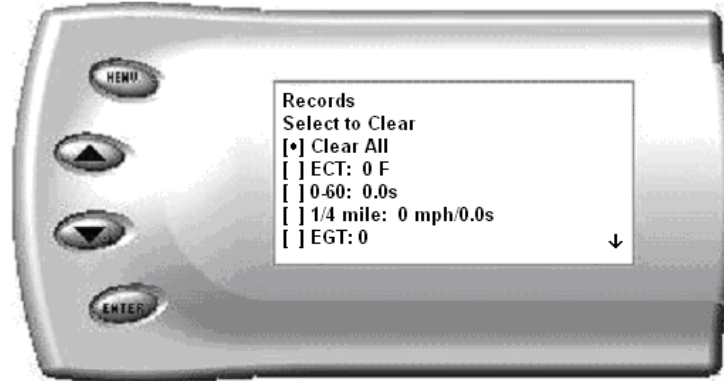 MENU
Records
Select to Clear
[•] Clear All
[ ] ECT:  0 F
[ ] 0-60:  0.0s
[ ] 1/4 mile:  0 mph/0.0s
[ ] EGT: 0
↓
ENTER